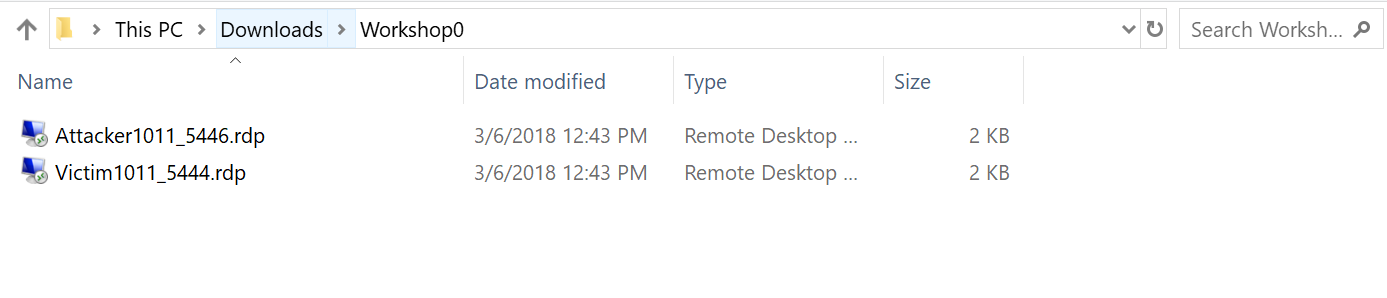 This PC Downloads Workshop0 Search Worksh...
Name Date modified Type Size
Attacker1011_5446.rdp 3/6/2018 12:43 PM Remote Desktop ... 2 KB
Victim1011_5444.rdp 3/6/2018 12:43 PM Remote Desktop ... 2 KB